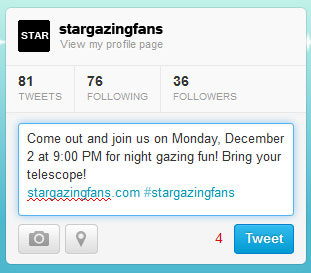 STAR
stargazingfans
View my profile page
81 76 36
TWEETS FOLLOWING FOLLOWERS
Come out and join us on Monday, December
2 at 9:00 PM for night gazing fun! Bring your
telescope!
stargazingfans.com #stargazingfans
4 Tweet